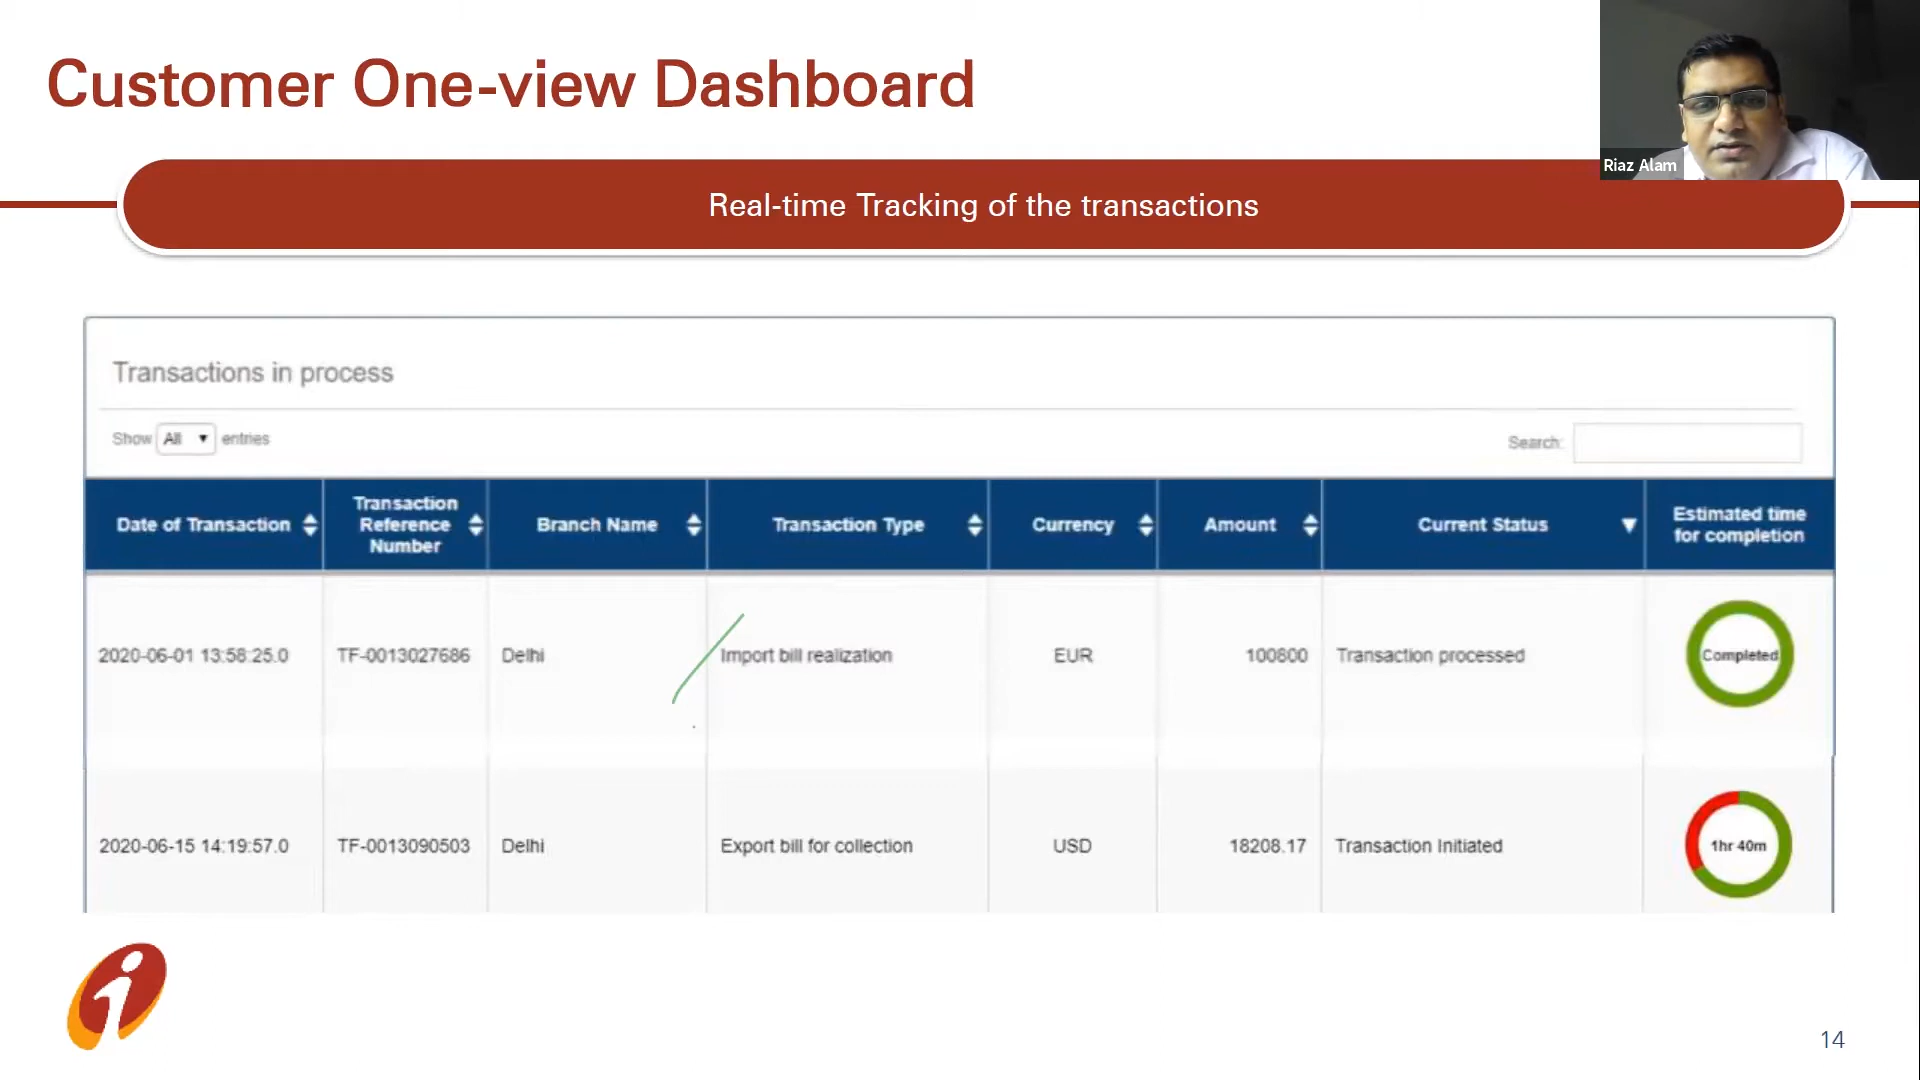 Customer One-view Dashboard
Riaz Alam
Real-time Tracking of the transactions
Transactions in process
Show All entries
Search:
Date of Transaction
Transaction Reference Number
Branch Name
Transaction Type
Currency
Amount
Current Status
Estimated time for completion
2020-06-01 13:58:25.0 TF-0013027686 Delhi Import bill realization EUR 100800 Transaction processed Completed
2020-06-15 14:19:57.0 TF-0013090503 Delhi Export bill for collection USD 18208.17 Transaction Initiated 1hr 40m
14